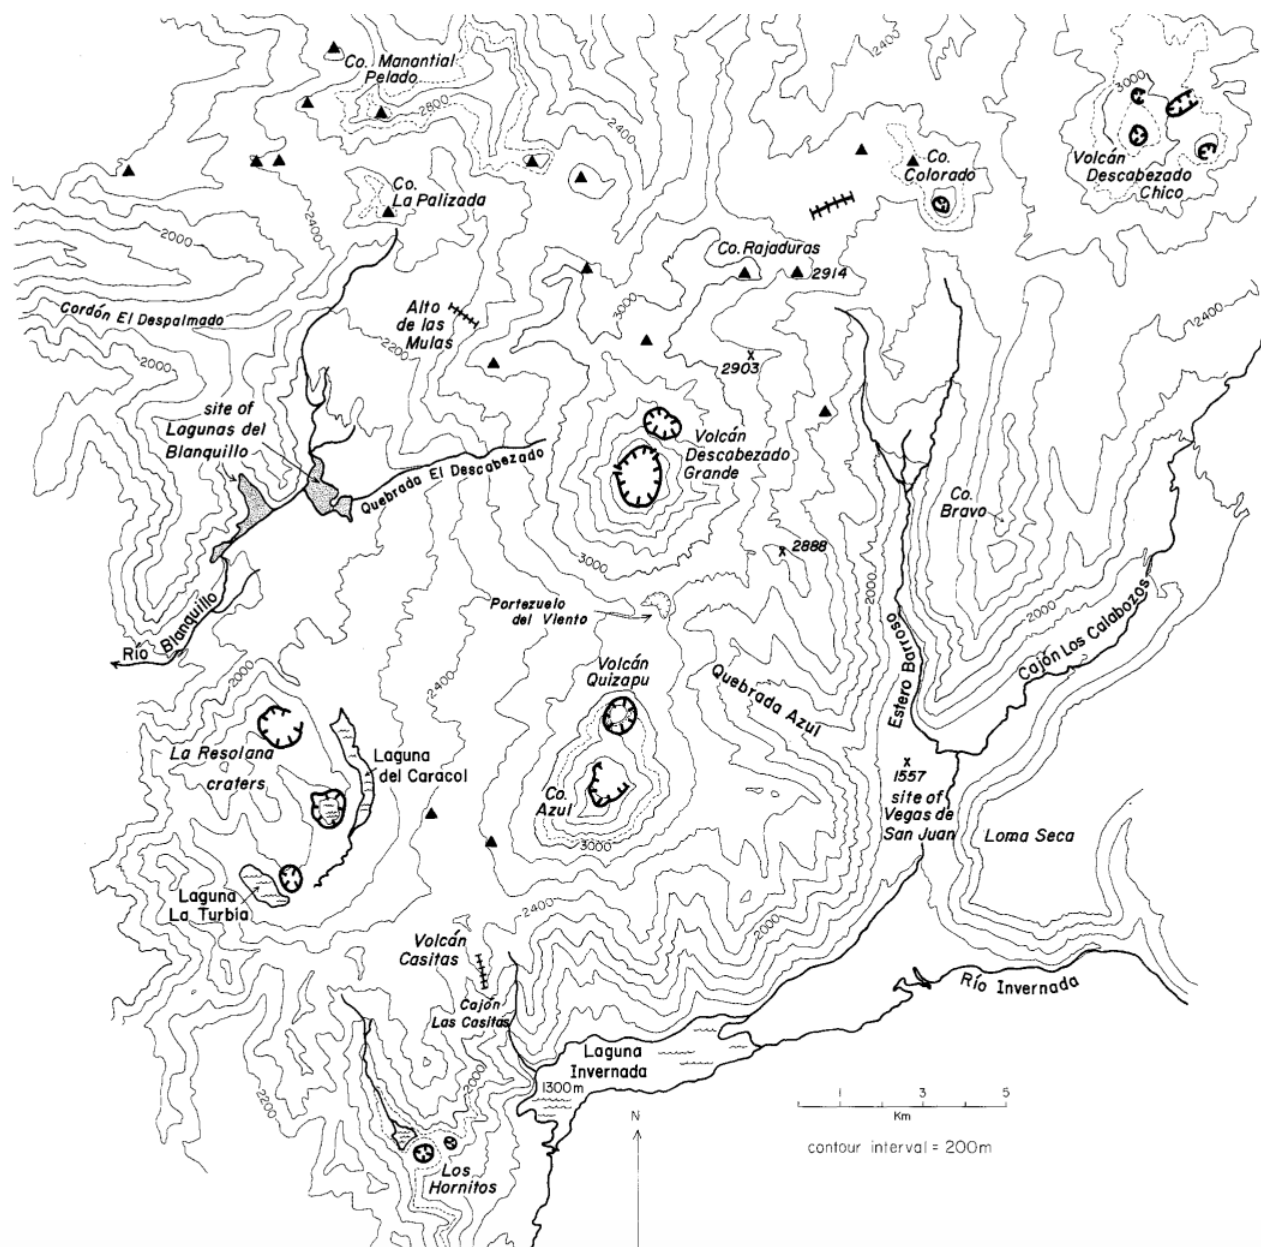 2400
Co. Manantial
Pelado
2800
2400
3000
Volcán
Descabezado
Chico
Co.
Colorado
Co.
La Palizada
2400
2000
Co. Rajaduras
2914
Cordón El Despalmado
Alto
de las
Mulas
3000
2400
2200
2000
2903
site of
Lagunas del
Blanquillo
Volcán
Descabezado
Grande
Quebrada El Descabezado
Co.
Bravo
2888
3000
2000
Portezuelo
del Viento
2000
Cajón Los Calabozos
Río Blanquillo
Estero Barroso
2000
2400
Volcán
Quizapu
Quebrada Azul
La Resolana
craters
Laguna
del Caracol
Co.
Azul
3000
1557
site of
Vegas de
San Juan
Loma Seca
Laguna
La Turbia
2400
2000
Volcán
Casitas
Cajón
Las Casitas
Río Invernada
Laguna
Invernada
1300m
2000
2200
1 3 5
Km
N
contour interval = 200m
Los
Hornitos